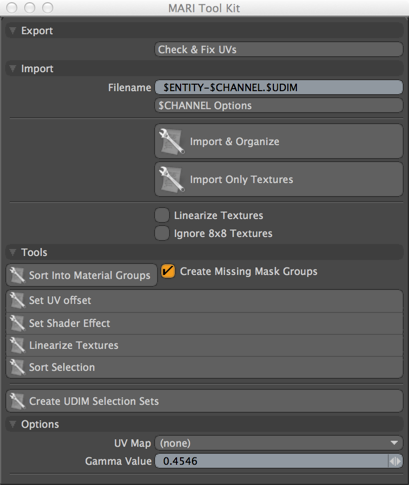 MARI Tool Kit
Export
Check & Fix UVs
Import
Filename $ENTITY-$CHANNEL.$UDIM
$CHANNEL Options
Import & Organize
Import Only Textures
Linearize Textures
Ignore 8x8 Textures
Tools
Sort Into Material Groups Create Missing Mask Groups
Set UV offset
Set Shader Effect
Linearize Textures
Sort Selection
Create UDIM Selection Sets
Options
UV Map (none)
Gamma Value 0.4546